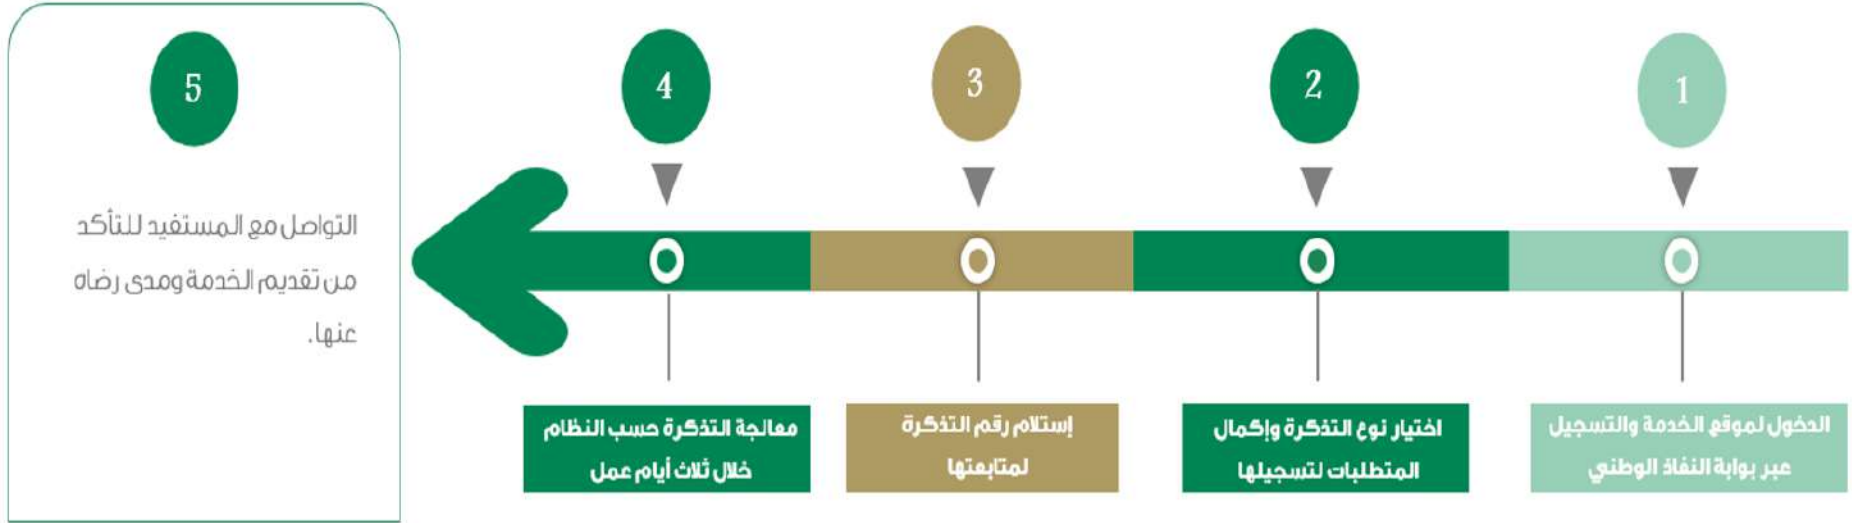 1
الدخول لموقع الخدمة والتسجيل
عبر بوابة النفاذ الوطني
2
اختيار نوع التذكرة وإكمال
المتطلبات لتسجيلها
3
إستلام رقم التذكرة
لمتابعتها
4
معالجة التذكرة حسب النظام
خلال ثلاث أيام عمل
5
التواصل مع المستفيد للتأكد
من تقديم الخدمة ومدى رضاه
عنها.